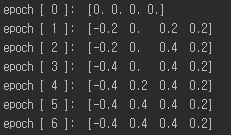 epoch [ 0 ]:  [0. 0. 0. 0.]
epoch [ 1 ]:  [-0.2  0.   0.2  0.2]
epoch [ 2 ]:  [-0.2  0.   0.4  0.2]
epoch [ 3 ]:  [-0.4  0.   0.4  0.2]
epoch [ 4 ]:  [-0.4  0.2  0.4  0.2]
epoch [ 5 ]:  [-0.4  0.4  0.4  0.2]
epoch [ 6 ]:  [-0.4  0.4  0.4  0.2]